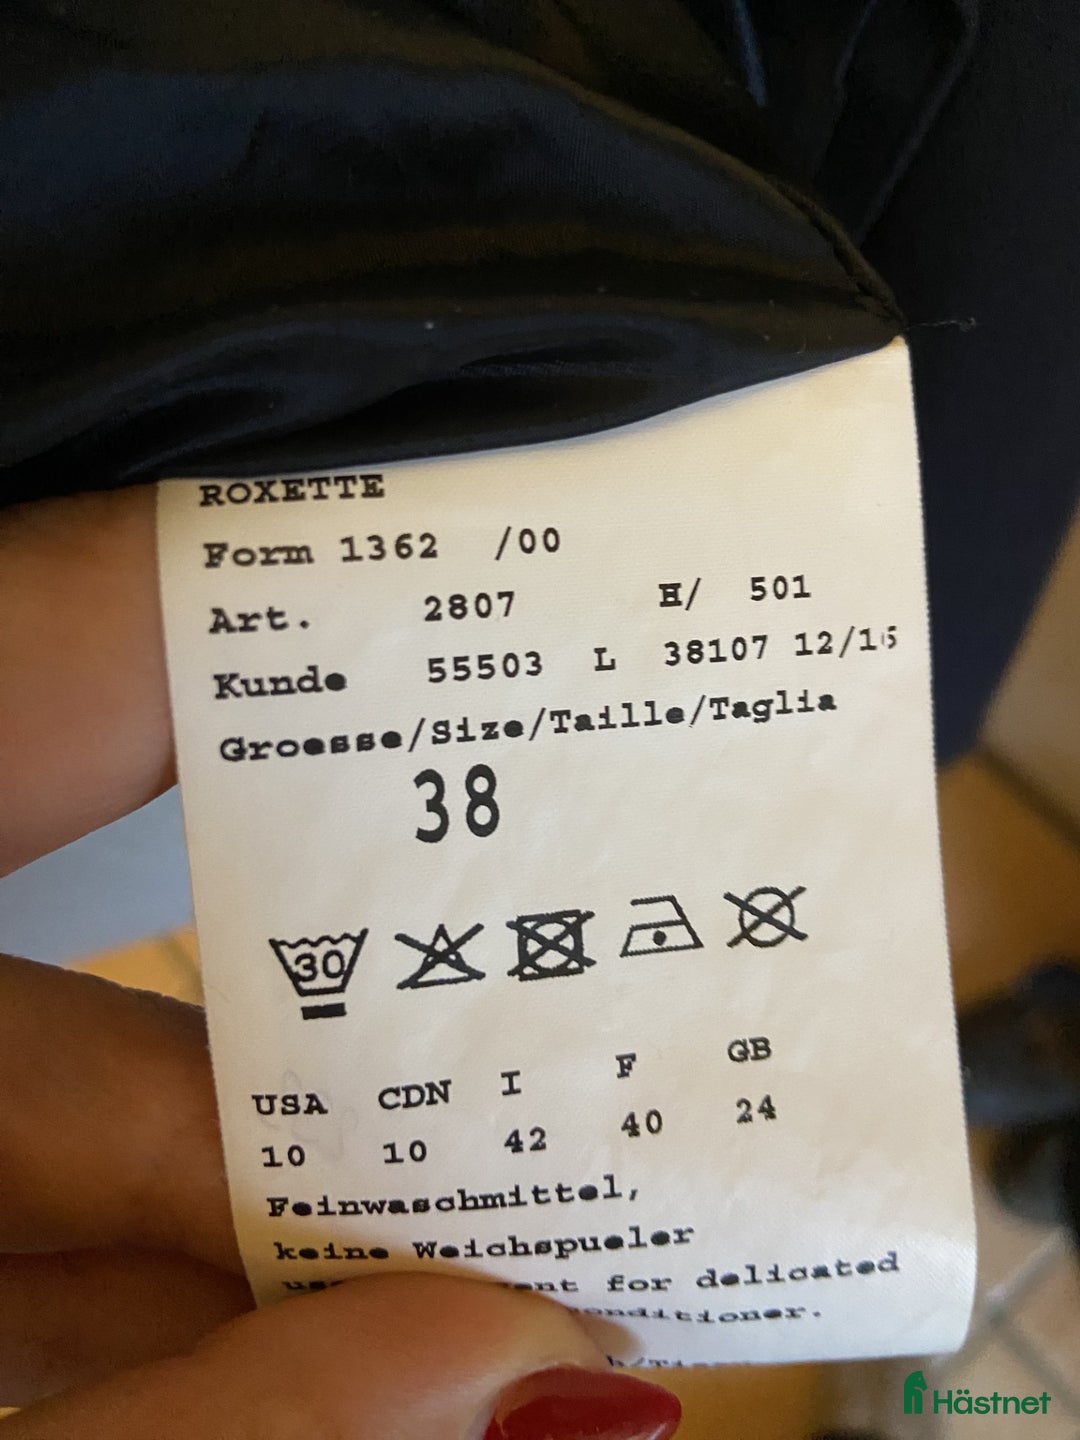 ROXETTE
Form 1362 /00
Art. 2807 H/ 501
Kunde 55503 L 38107 12/16
Groesse/Size/Taille/Taglia
38
30
USA CDN I F GB
10 10 42 40 24
Feinwaschmittel,
keine Weichspueler
for delicated
Hästnet